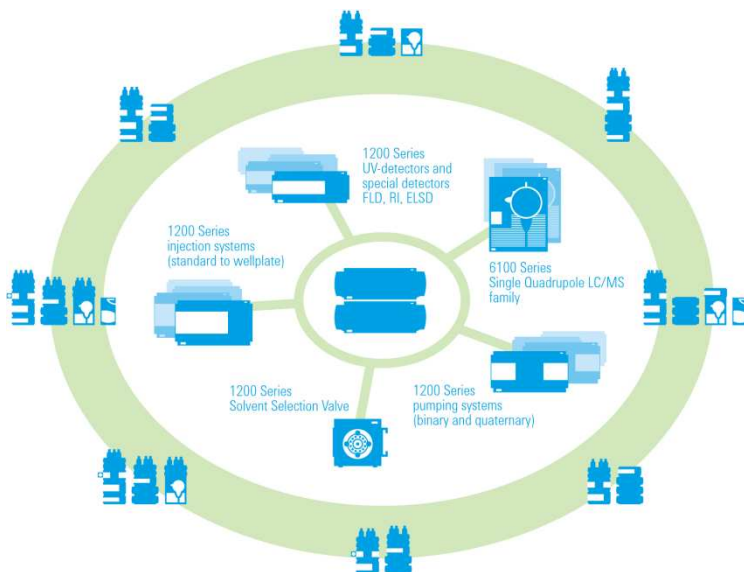 1200 Series
UV-detectors and
special detectors
FLD, RI, ELSD
1200 Series
injection systems
(standard to wellplate)
6100 Series
Single Quadrupole LC/MS
family
1200 Series
Solvent Selection Valve
1200 Series
pumping systems
(binary and quaternary)